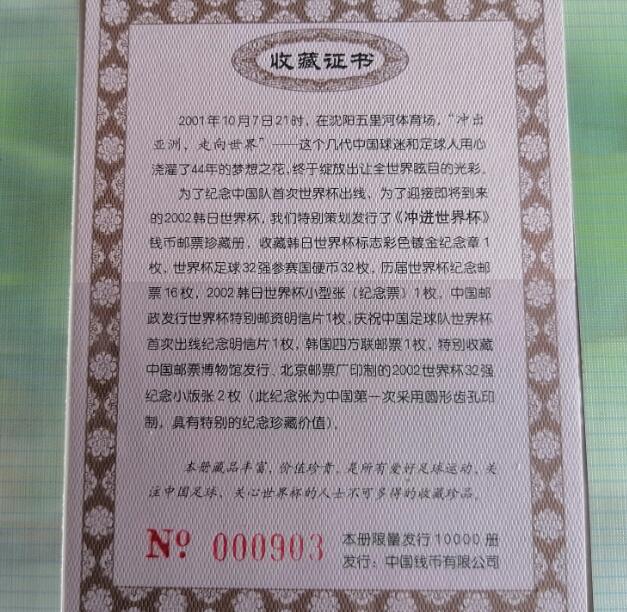 收藏证书
2001年10月7日21时，在沈阳五里河体育场，“冲出
亚洲，走向世界”——这个几代中国球迷和足球人用心
浇灌了44年的梦想之花，终于绽放出让全世界眩目的光彩。
为了纪念中国队首次世界杯出线，为了迎接即将到来
的2002韩日世界杯，我们特别策划发行了《冲进世界杯》
钱币邮票珍藏册，收藏韩日世界杯标志彩色镀金纪念章1
枚，世界杯足球32强参赛国硬币32枚，历届世界杯纪念邮
票16枚，2002韩日世界杯小型张（纪念票）1枚，中国邮
政发行世界杯特别邮资明信片1枚，庆祝中国足球队世界杯
首次出线纪念明信片1枚，韩国四方联邮票1枚，特别收藏
中国邮票博物馆发行、北京邮票厂印制的2002世界杯32强
纪念小版张2枚（此纪念张为中国第一次采用圆形齿孔印
制，具有特别的纪念珍藏价值）。
本册藏品丰富，价值珍贵，是所有爱好足球运动，关
注中国足球，关心世界杯的人士不可多得的收藏珍品。
№ 000903
本册限量发行10000册
发行：中国钱币有限公司